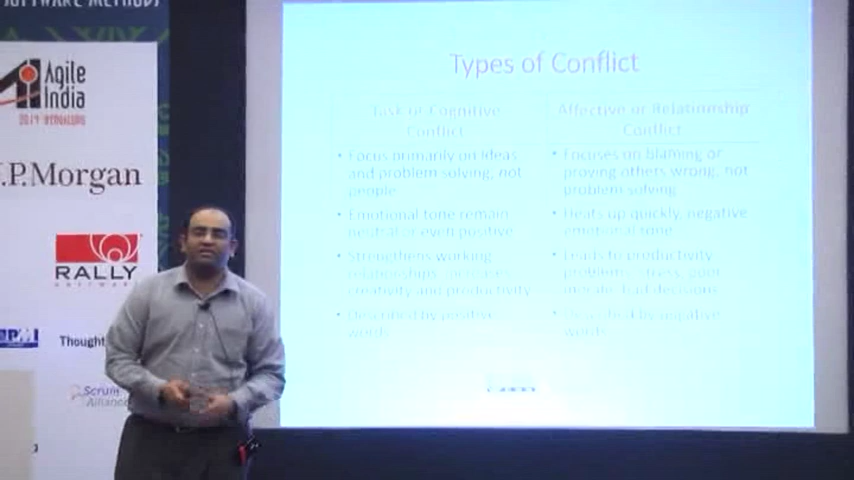 SOFTWARE METHODS
Agile
India
2014 BENGALURU
J.P.Morgan
RALLY
SOFTWARE
PMI
Thought
Scrum
Alliance
Types of Conflict
Task or Cognitive
Conflict
• Focus primarily on ideas
and problem solving, not
people.
• Emotional tone remain
neutral or even positive
• Strengthens working
relationships, increases
creativity and productivity
• Described by positive
words
Affective or Relationship
Conflict
• Focuses on blaming or
proving others wrong, not
problem solving
• Heats up quickly, negative
emotional tone
• Leads to productivity
problems, stress, poor
morale, bad decisions
• Described by negative
words